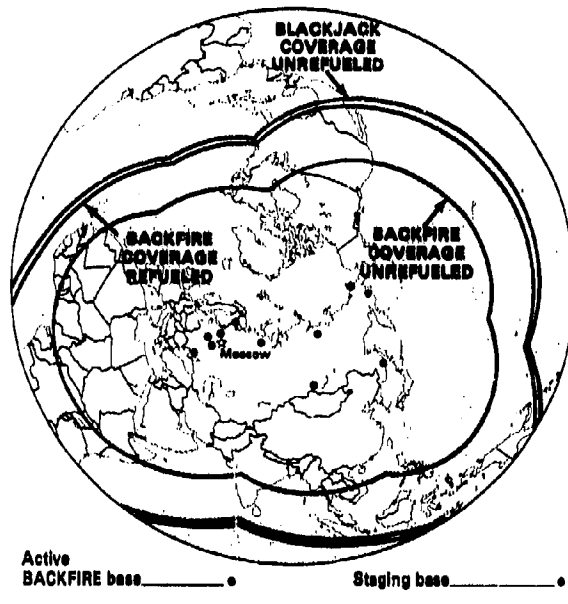 BLACKJACK
COVERAGE
UNREFUELED
BACKFIRE
COVERAGE
REFUELED
BACKFIRE
COVERAGE
UNREFUELED
Moscow
Active
BACKFIRE base
Staging base